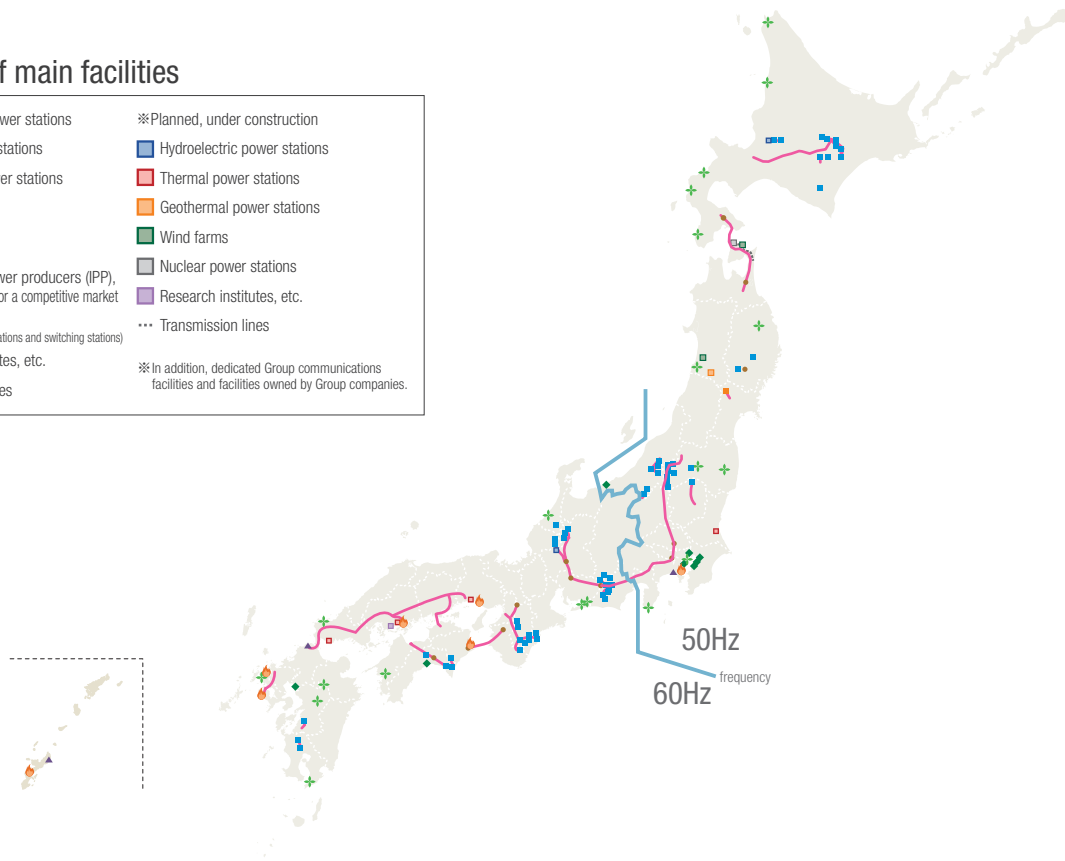 f main facilities
wer stations
stations
er stations
wer producers (IPP),
or a competitive market
ations and switching stations)
tes, etc.
es
※Planned, under construction
Hydroelectric power stations
Thermal power stations
Geothermal power stations
Wind farms
Nuclear power stations
Research institutes, etc.
Transmission lines
※In addition, dedicated Group communications
facilities and facilities owned by Group companies.
50Hz
frequency
60Hz